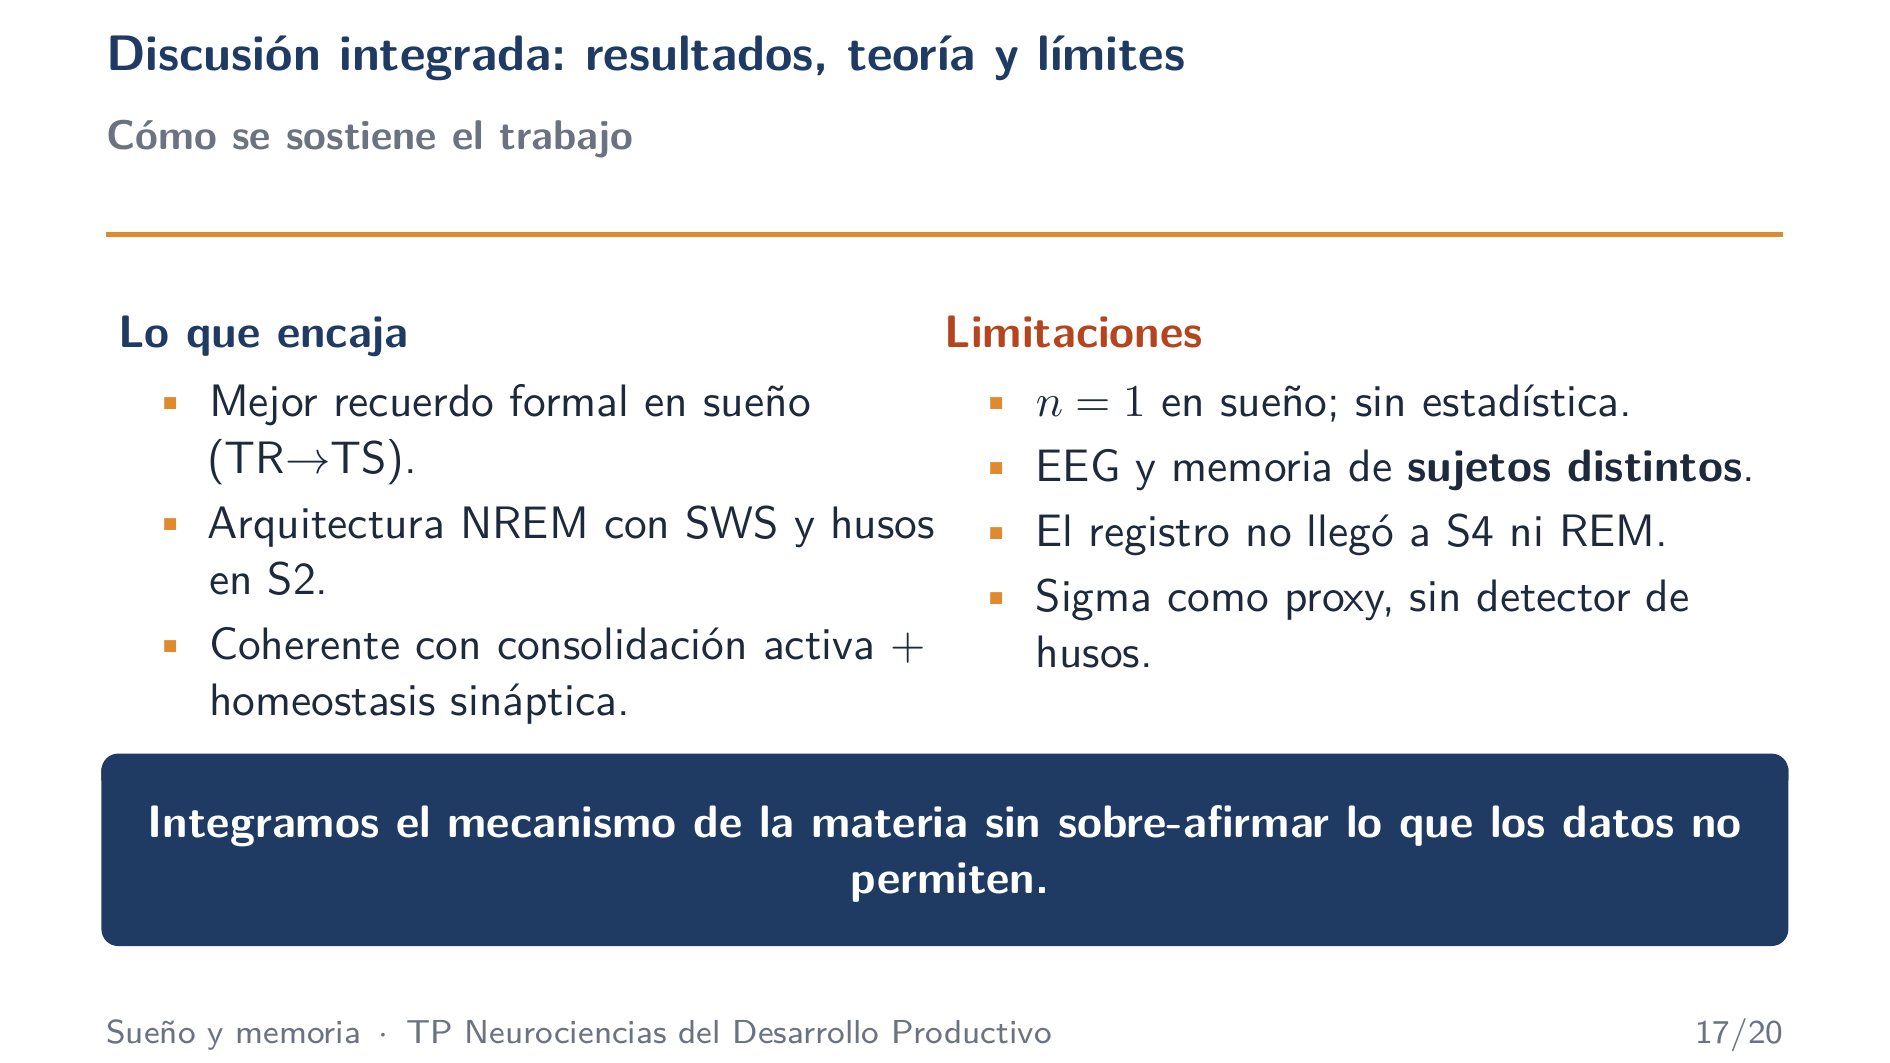 Discusión integrada: resultados, teoría y límites
Cómo se sostiene el trabajo
Lo que encaja
Mejor recuerdo formal en sueño
(TR→TS).
Arquitectura NREM con SWS y husos
en S2.
Coherente con consolidación activa +
homeostasis sináptica.
Limitaciones
n = 1 en sueño; sin estadística.
EEG y memoria de sujetos distintos.
El registro no llegó a S4 ni REM.
Sigma como proxy, sin detector de
husos.
Integramos el mecanismo de la materia sin sobre-afirmar lo que los datos no
permiten.
Sueño y memoria · TP Neurociencias del Desarrollo Productivo
17/20